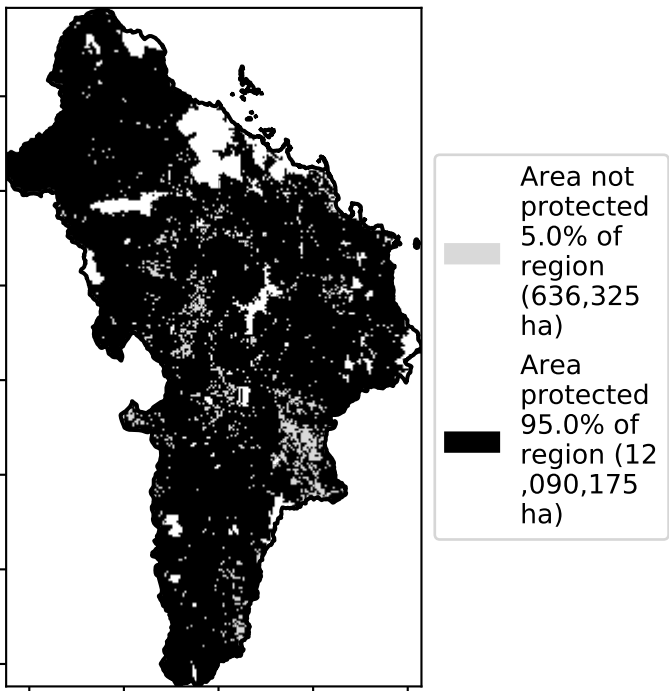 Area not
protected
5.0% of
region
(636,325
ha)
Area
protected
95.0% of
region (12
,090,175
ha)